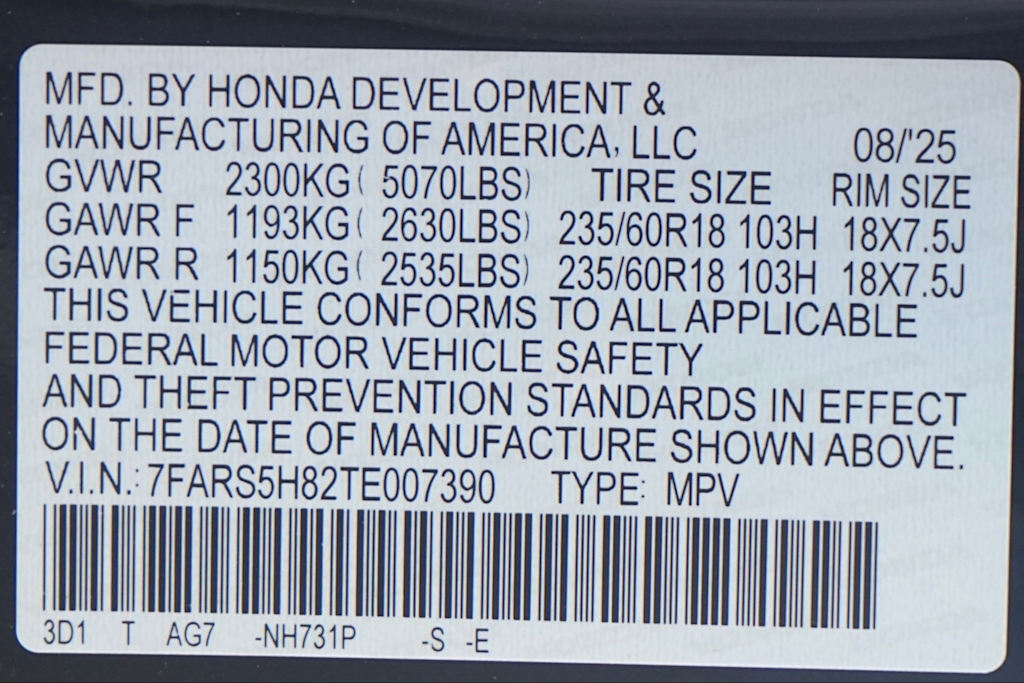 MFD. BY HONDA DEVELOPMENT &
MANUFACTURING OF AMERICA, LLC 08/'25
GVWR 2300KG( 5070LBS) TIRE SIZE RIM SIZE
GAWR F 1193KG( 2630LBS) 235/60R18 103H 18X7.5J
GAWR R 1150KG( 2535LBS) 235/60R18 103H 18X7.5J
THIS VEHICLE CONFORMS TO ALL APPLICABLE
FEDERAL MOTOR VEHICLE SAFETY
AND THEFT PREVENTION STANDARDS IN EFFECT
ON THE DATE OF MANUFACTURE SHOWN ABOVE.
V.I.N.: 7FARS5H82TE007390 TYPE: MPV
3D1 T AG7 -NH731P -S -E